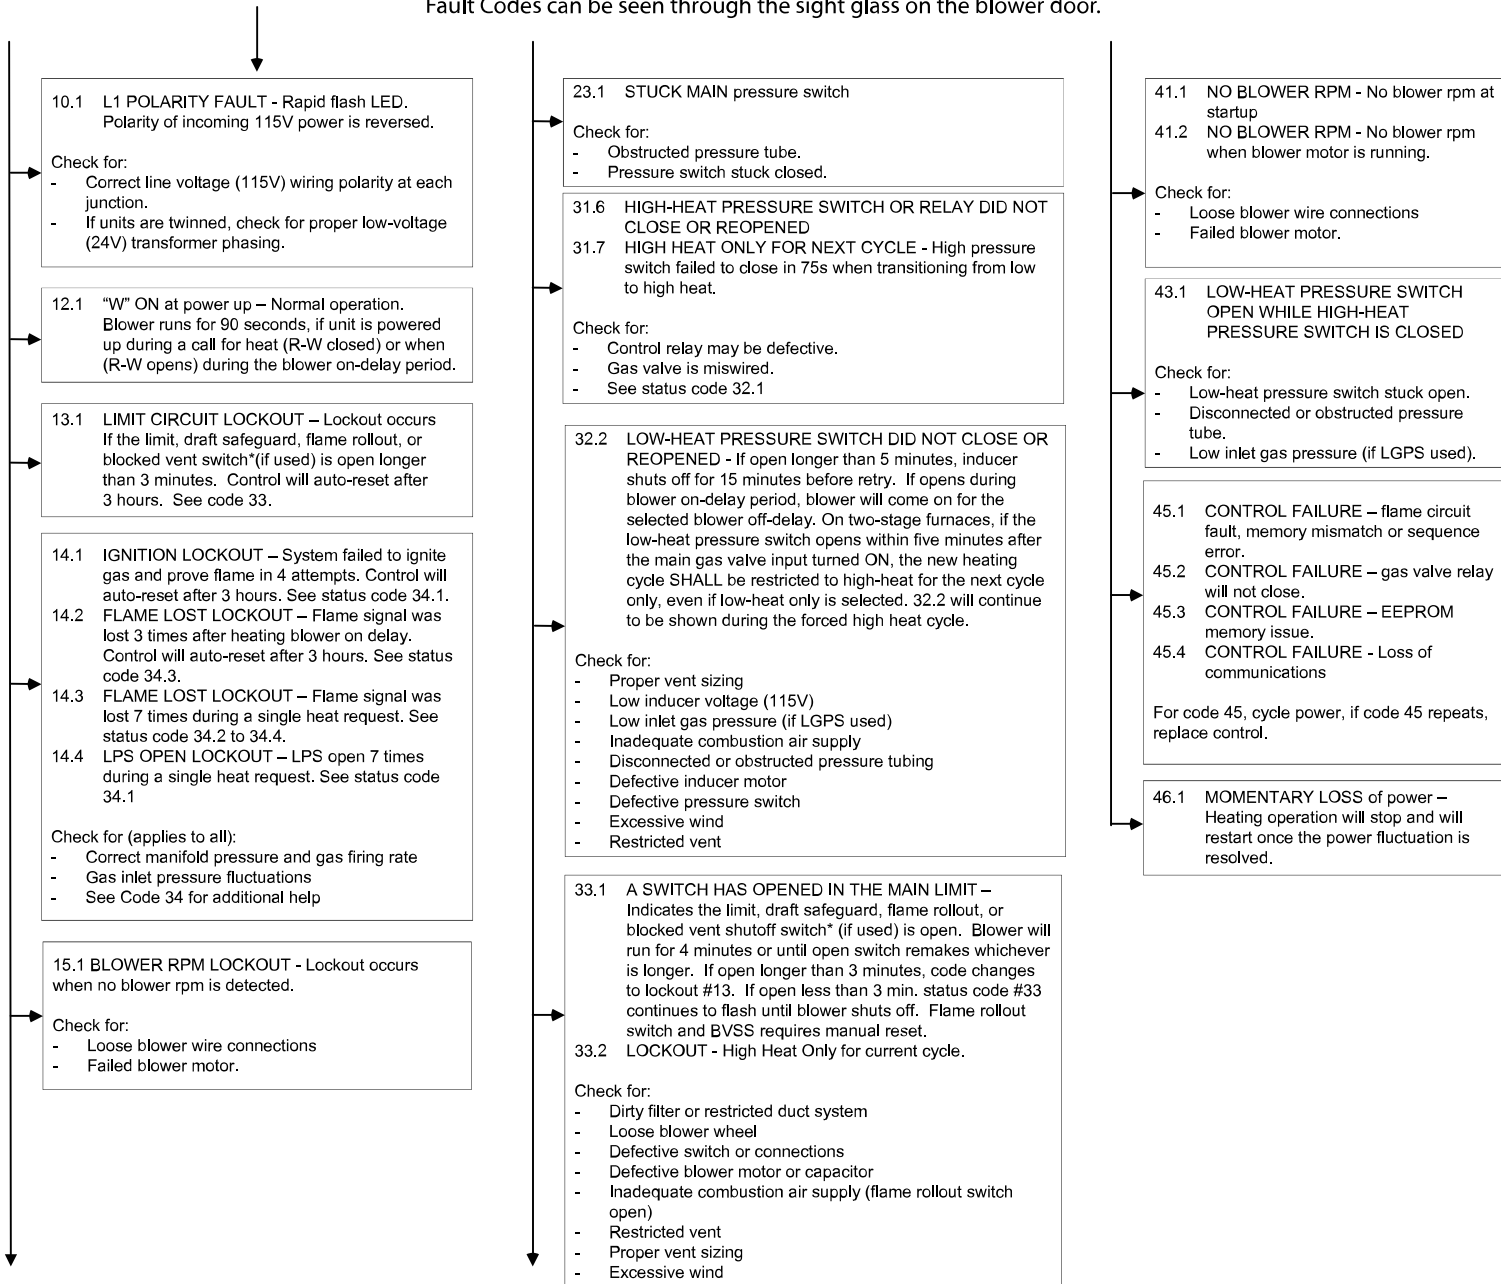 Fault Codes can be seen through the sight glass on the blower door.
10.1 L1 POLARITY FAULT - Rapid flash LED.
Polarity of incoming 115V power is reversed.
Check for:
- Correct line voltage (115V) wiring polarity at each
junction.
- If units are twinned, check for proper low-voltage
(24V) transformer phasing.
12.1 “W” ON at power up – Normal operation.
Blower runs for 90 seconds, if unit is powered
up during a call for heat (R-W closed) or when
(R-W opens) during the blower on-delay period.
13.1 LIMIT CIRCUIT LOCKOUT – Lockout occurs
If the limit, draft safeguard, flame rollout, or
blocked vent switch*(if used) is open longer
than 3 minutes. Control will auto-reset after
3 hours. See code 33.
14.1 IGNITION LOCKOUT – System failed to ignite
gas and prove flame in 4 attempts. Control will
auto-reset after 3 hours. See status code 34.1.
14.2 FLAME LOST LOCKOUT – Flame signal was
lost 3 times after heating blower on delay.
Control will auto-reset after 3 hours. See status
code 34.3.
14.3 FLAME LOST LOCKOUT – Flame signal was
lost 7 times during a single heat request. See
status code 34.2 to 34.4.
14.4 LPS OPEN LOCKOUT – LPS open 7 times
during a single heat request. See status code
34.1
Check for (applies to all):
- Correct manifold pressure and gas firing rate
- Gas inlet pressure fluctuations
- See Code 34 for additional help
15.1 BLOWER RPM LOCKOUT - Lockout occurs
when no blower rpm is detected.
Check for:
- Loose blower wire connections
- Failed blower motor.
23.1 STUCK MAIN pressure switch
Check for:
- Obstructed pressure tube.
- Pressure switch stuck closed.
31.6 HIGH-HEAT PRESSURE SWITCH OR RELAY DID NOT
CLOSE OR REOPENED
31.7 HIGH HEAT ONLY FOR NEXT CYCLE - High pressure
switch failed to close in 75s when transitioning from low
to high heat.
Check for:
- Control relay may be defective.
- Gas valve is miswired.
- See status code 32.1
32.2 LOW-HEAT PRESSURE SWITCH DID NOT CLOSE OR
REOPENED - If open longer than 5 minutes, inducer
shuts off for 15 minutes before retry. If opens during
blower on-delay period, blower will come on for the
selected blower off-delay. On two-stage furnaces, if the
low-heat pressure switch opens within five minutes after
the main gas valve input turned ON, the new heating
cycle SHALL be restricted to high-heat for the next cycle
only, even if low-heat only is selected. 32.2 will continue
to be shown during the forced high heat cycle.
Check for:
- Proper vent sizing
- Low inducer voltage (115V)
- Low inlet gas pressure (if LGPS used)
- Inadequate combustion air supply
- Disconnected or obstructed pressure tubing
- Defective inducer motor
- Defective pressure switch
- Excessive wind
- Restricted vent
33.1 A SWITCH HAS OPENED IN THE MAIN LIMIT –
Indicates the limit, draft safeguard, flame rollout, or
blocked vent shutoff switch* (if used) is open. Blower will
run for 4 minutes or until open switch remakes whichever
is longer. If open longer than 3 minutes, code changes
to lockout #13. If open less than 3 min. status code #33
continues to flash until blower shuts off. Flame rollout
switch and BVSS requires manual reset.
33.2 LOCKOUT - High Heat Only for current cycle.
Check for:
- Dirty filter or restricted duct system
- Loose blower wheel
- Defective switch or connections
- Defective blower motor or capacitor
- Inadequate combustion air supply (flame rollout switch
open)
- Restricted vent
- Proper vent sizing
- Excessive wind
41.1 NO BLOWER RPM - No blower rpm at
startup
41.2 NO BLOWER RPM - No blower rpm
when blower motor is running.
Check for:
- Loose blower wire connections
- Failed blower motor.
43.1 LOW-HEAT PRESSURE SWITCH
OPEN WHILE HIGH-HEAT
PRESSURE SWITCH IS CLOSED
Check for:
- Low-heat pressure switch stuck open.
- Disconnected or obstructed pressure
tube.
- Low inlet gas pressure (if LGPS used).
45.1 CONTROL FAILURE – flame circuit
fault, memory mismatch or sequence
error.
45.2 CONTROL FAILURE – gas valve relay
will not close.
45.3 CONTROL FAILURE – EEPROM
memory issue.
45.4 CONTROL FAILURE - Loss of
communications
For code 45, cycle power, if code 45 repeats,
replace control.
46.1 MOMENTARY LOSS of power –
Heating operation will stop and will
restart once the power fluctuation is
resolved.